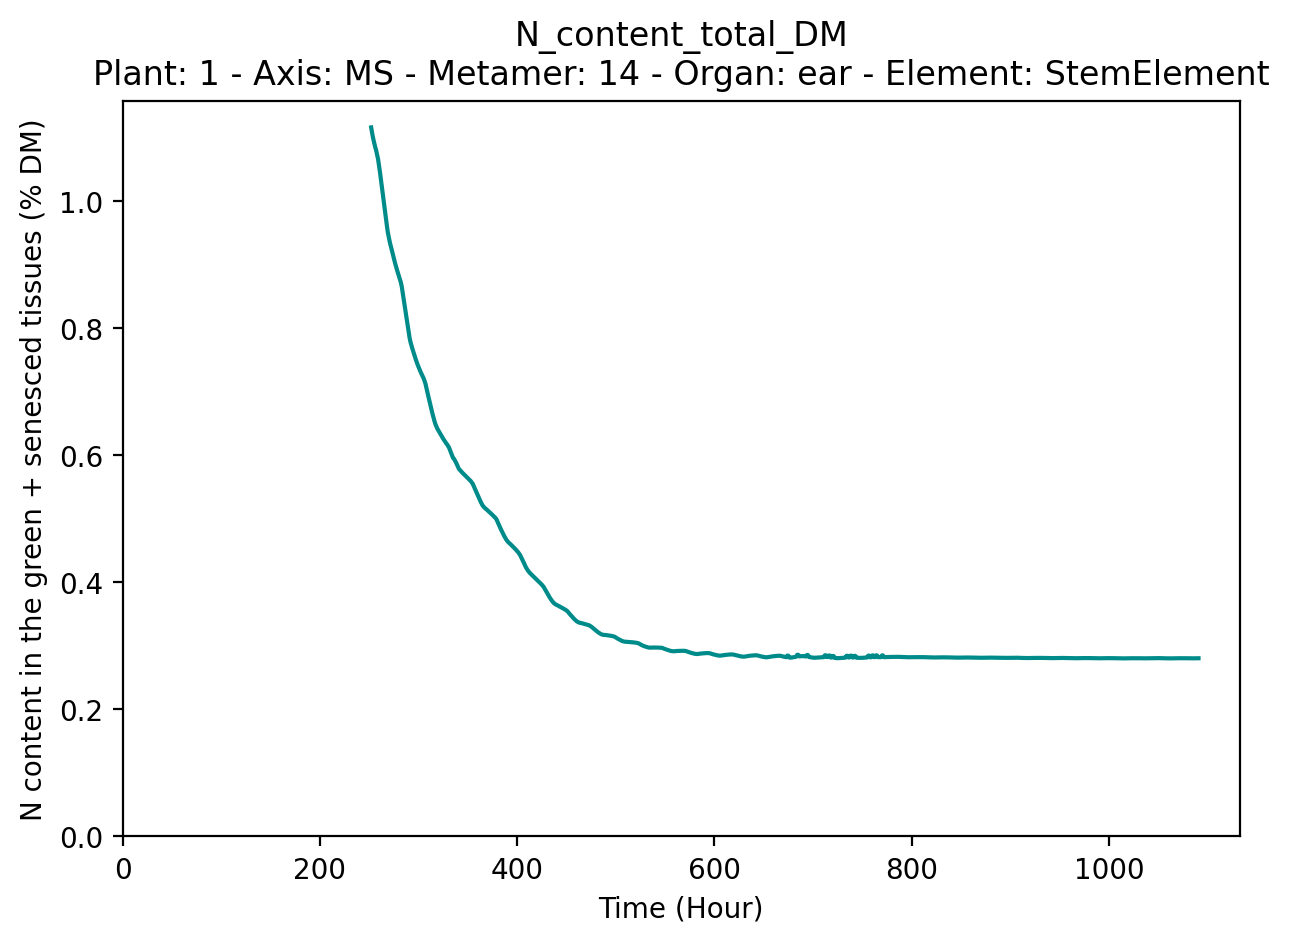 N_content_total_DM
Plant: 1 - Axis: MS - Metamer: 14 - Organ: ear - Element: StemElement
N content in the green + senesced tissues (% DM)
1.0
0.8
0.6
0.4
0.2
0.0
0 200 400 600 800 1000
Time (Hour)